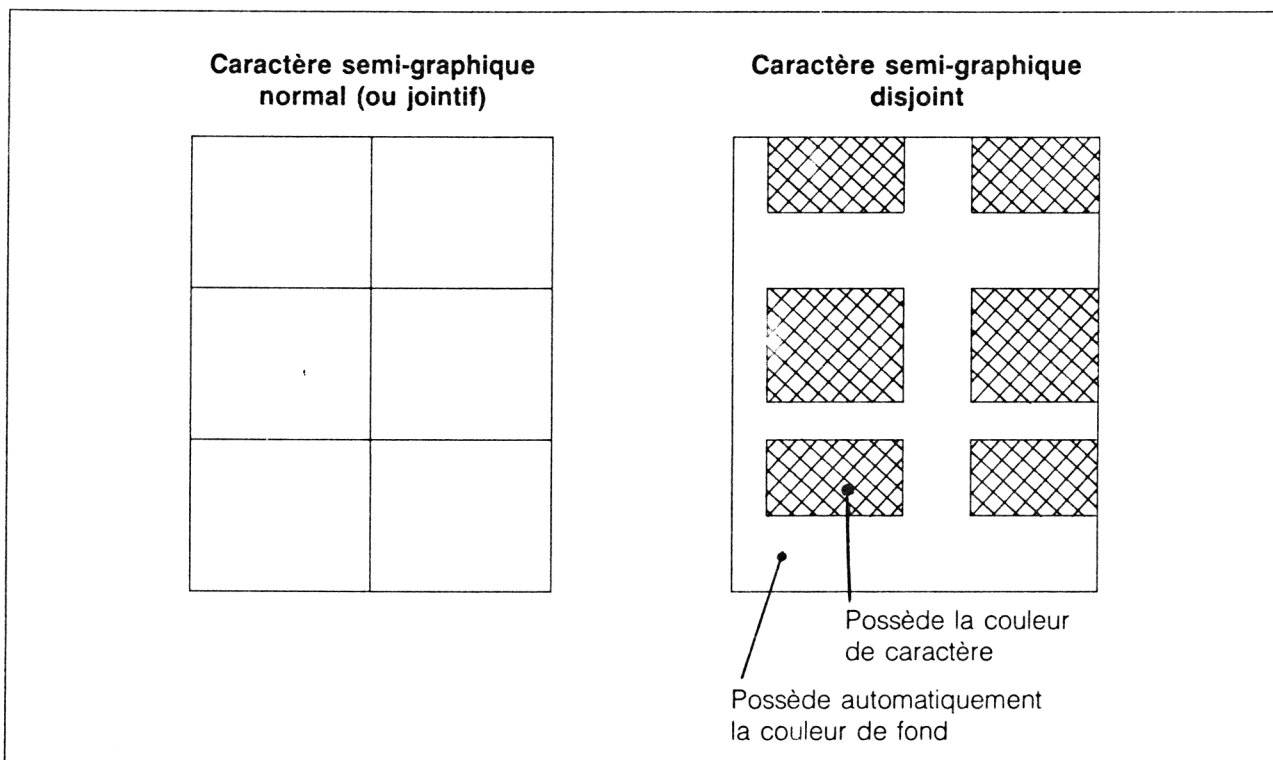 Caractère semi-graphique
normal (ou jointif)
Caractère semi-graphique
disjoint
Possède la couleur
de caractère
Possède automatiquement
la couleur de fond